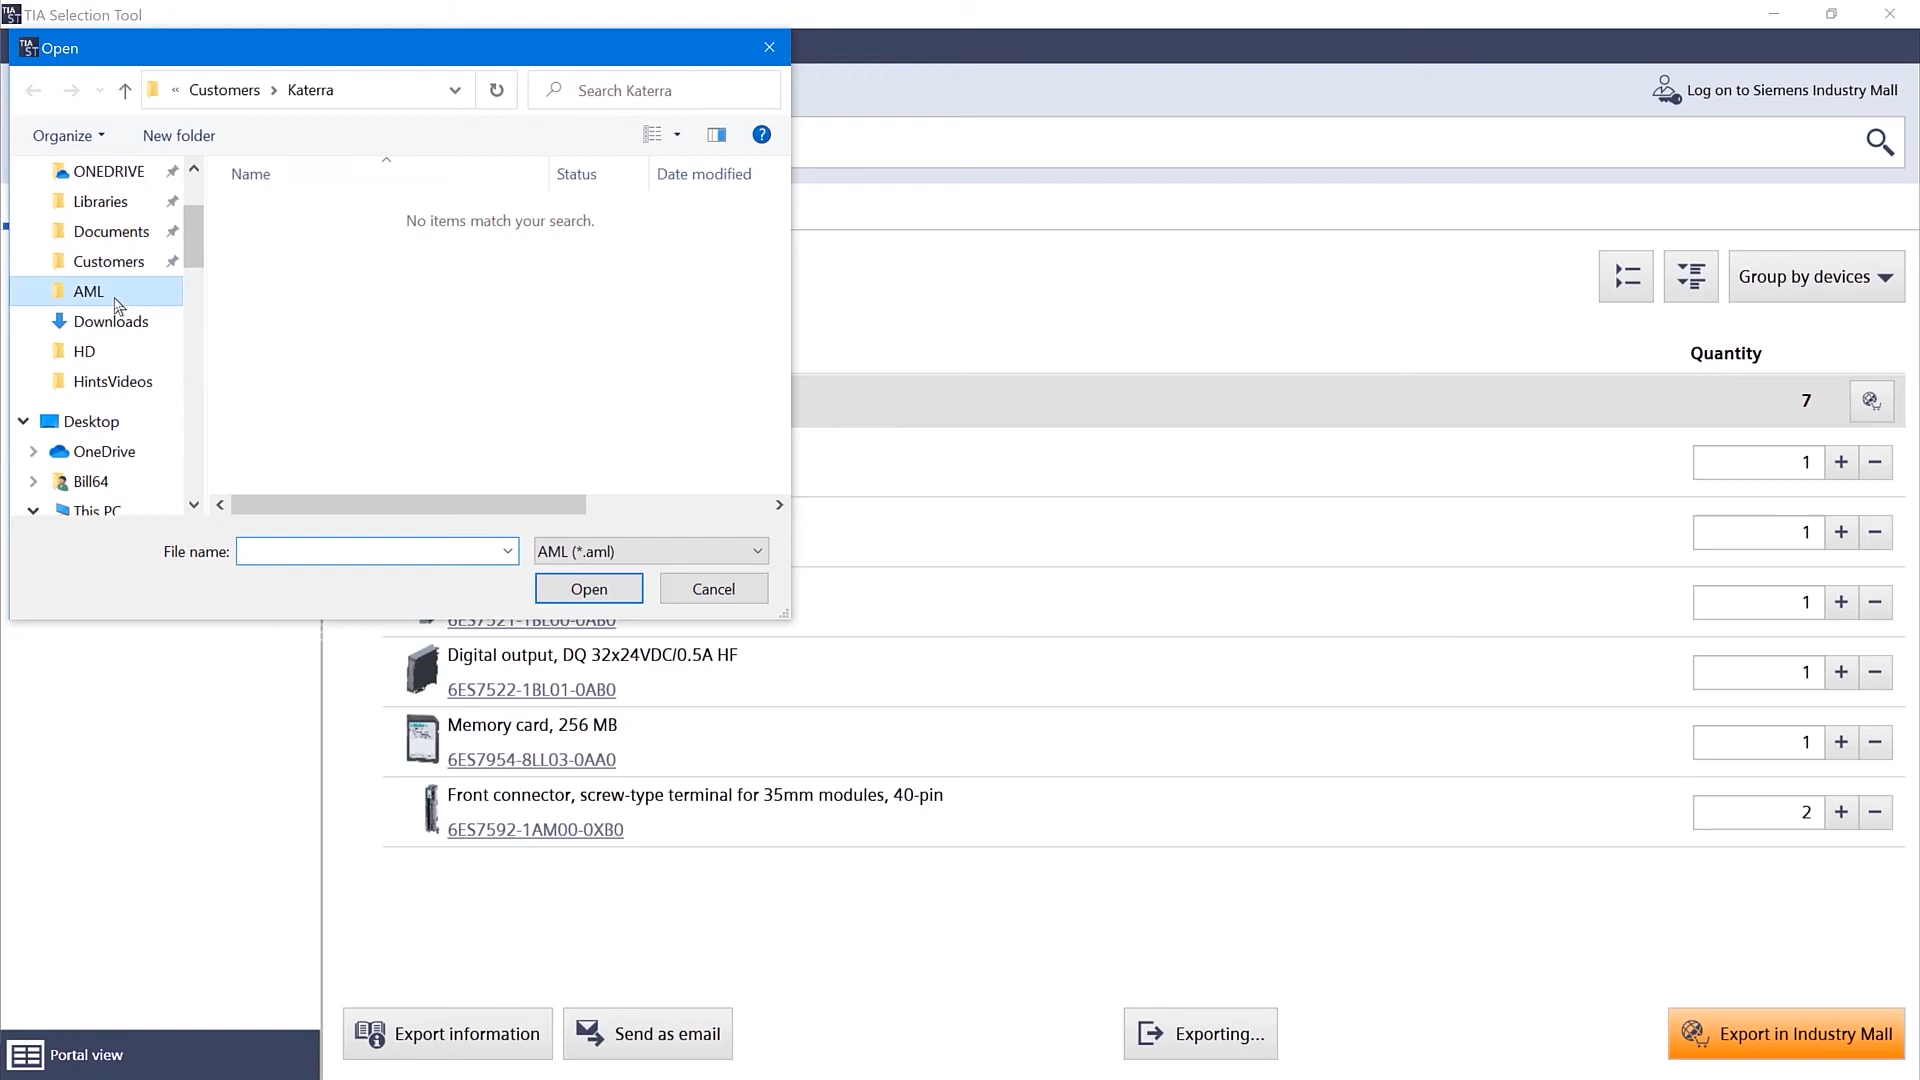 TIA Selection Tool
TIA ST Open
« Customers > Katerra
Search Katerra
Log on to Siemens Industry Mall
Organize
New folder
ONEDRIVE
Libraries
Documents
Customers
AML
Downloads
HD
HintsVideos
Desktop
OneDrive
Bill64
This PC
Name
Status
Date modified
No items match your search.
File name:
AML (*.aml)
Open
Cancel
Group by devices
Quantity
7
1
1
1
6ES7521-1BL00-0AB0
Digital output, DQ 32x24VDC/0.5A HF
6ES7522-1BL01-0AB0
1
Memory card, 256 MB
6ES7954-8LL03-0AA0
1
Front connector, screw-type terminal for 35mm modules, 40-pin
6ES7592-1AM00-0XB0
2
Export information
Send as email
Exporting...
Export in Industry Mall
Portal view